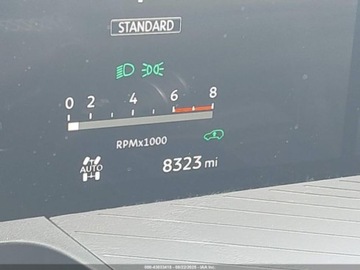 STANDARD
0 2 4 6 8
RPMx1000
AUTO
8323 mi